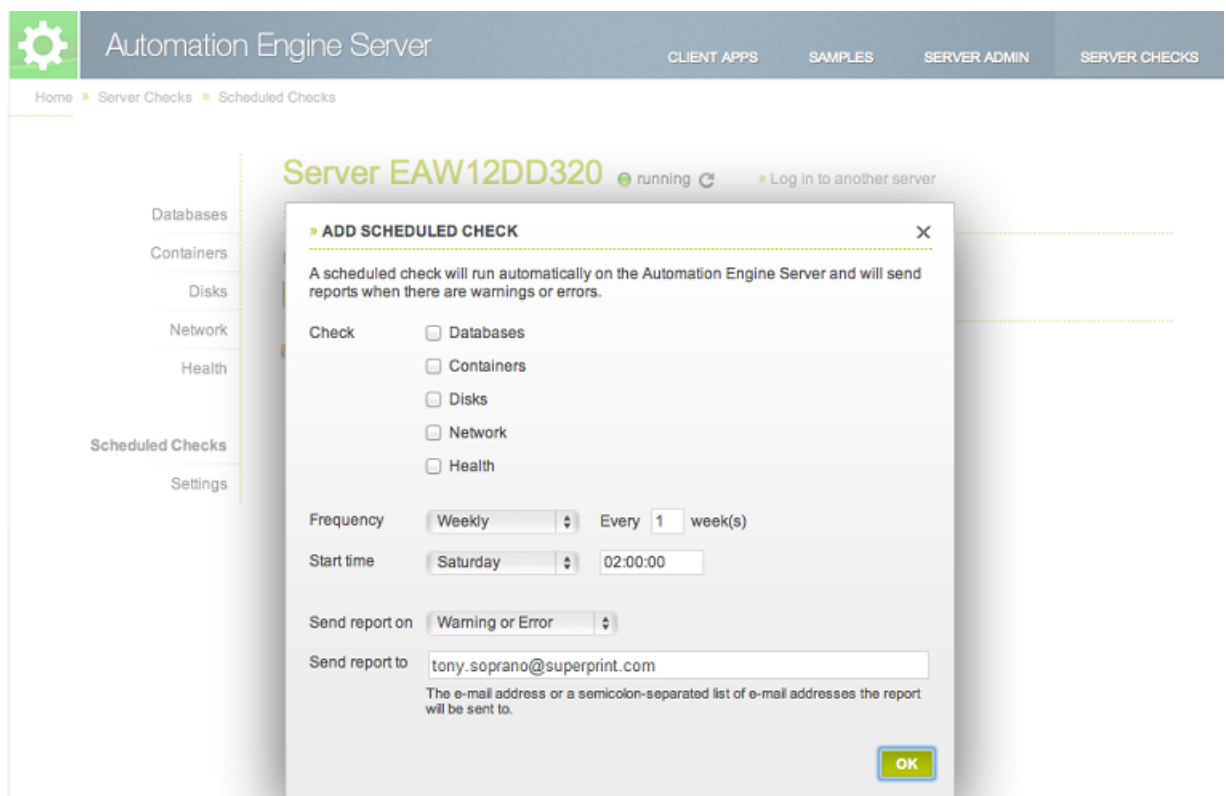 Automation Engine Server
CLIENT APPS SAMPLES SERVER ADMIN SERVER CHECKS
Home » Server Checks » Scheduled Checks
Server EAW12DD320 running » Log in to another server
Databases
Containers
Disks
Network
Health
Scheduled Checks
Settings
» ADD SCHEDULED CHECK
A scheduled check will run automatically on the Automation Engine Server and will send
reports when there are warnings or errors.
Check Databases
Containers
Disks
Network
Health
Frequency Weekly Every 1 week(s)
Start time Saturday 02:00:00
Send report on Warning or Error
Send report to tony.soprano@superprint.com
The e-mail address or a semicolon-separated list of e-mail addresses the report
will be sent to.
OK